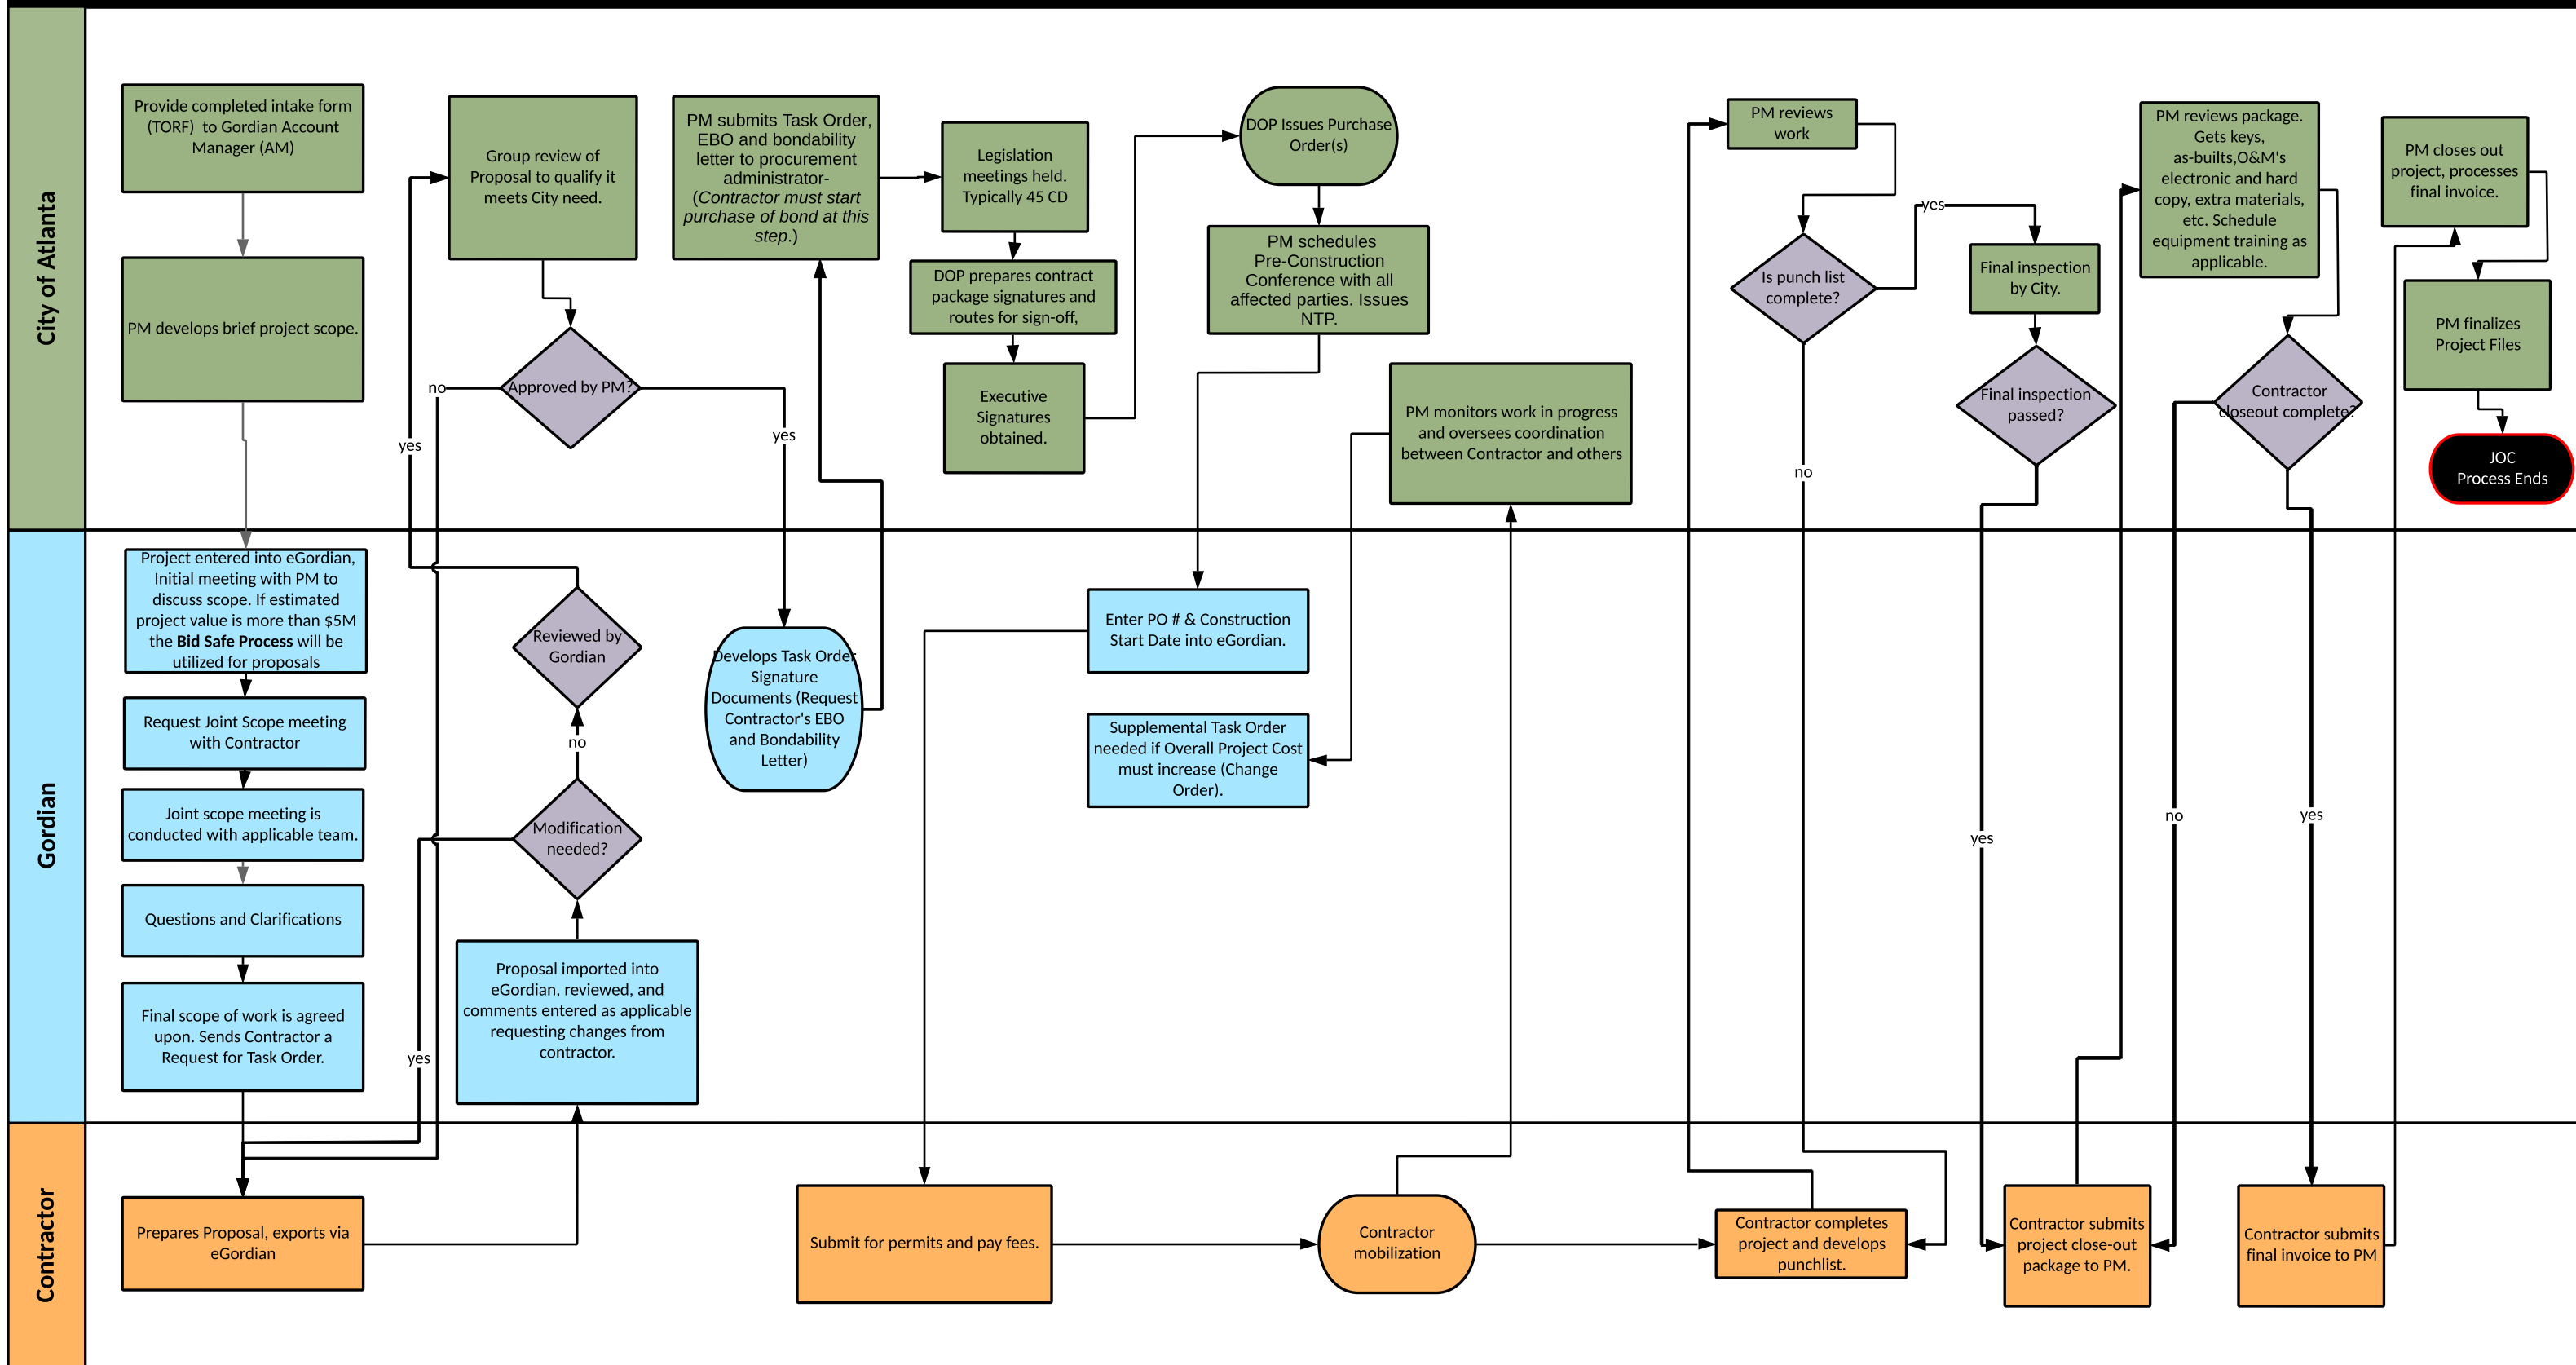 City of Atlanta
Provide completed intake form
(TORF) to Gordian Account
Manager (AM)
PM develops brief project scope.
Group review of
Proposal to qualify it
meets City need.
Approved by PM?
no
yes
yes
PM submits Task Order,
EBO and bondability
letter to procurement
administrator-
(Contractor must start
purchase of bond at this
step.)
Legislation
meetings held.
Typically 45 CD
DOP prepares contract
package signatures and
routes for sign-off,
Executive
Signatures
obtained.
DOP Issues Purchase
Order(s)
PM schedules
Pre-Construction
Conference with all
affected parties. Issues
NTP.
PM monitors work in progress
and oversees coordination
between Contractor and others
PM reviews
work
Is punch list
complete?
yes
no
Final inspection
by City.
Final inspection
passed?
PM reviews package.
Gets keys,
as-builts,O&M's
electronic and hard
copy, extra materials,
etc. Schedule
equipment training as
applicable.
Contractor
closeout complete?
PM closes out
project, processes
final invoice.
PM finalizes
Project Files
JOC
Process Ends
Gordian
Project entered into eGordian,
Initial meeting with PM to
discuss scope. If estimated
project value is more than $5M
the Bid Safe Process will be
utilized for proposals
Request Joint Scope meeting
with Contractor
Joint scope meeting is
conducted with applicable team.
Questions and Clarifications
Final scope of work is agreed
upon. Sends Contractor a
Request for Task Order.
Reviewed by
Gordian
no
Modification
needed?
yes
Proposal imported into
eGordian, reviewed, and
comments entered as applicable
requesting changes from
contractor.
Develops Task Order
Signature
Documents (Request
Contractor's EBO
and Bondability
Letter)
Enter PO # & Construction
Start Date into eGordian.
Supplemental Task Order
needed if Overall Project Cost
must increase (Change
Order).
yes
no
yes
Contractor
Prepares Proposal, exports via
eGordian
Submit for permits and pay fees.
Contractor
mobilization
Contractor completes
project and develops
punchlist.
Contractor submits
project close-out
package to PM.
Contractor submits
final invoice to PM